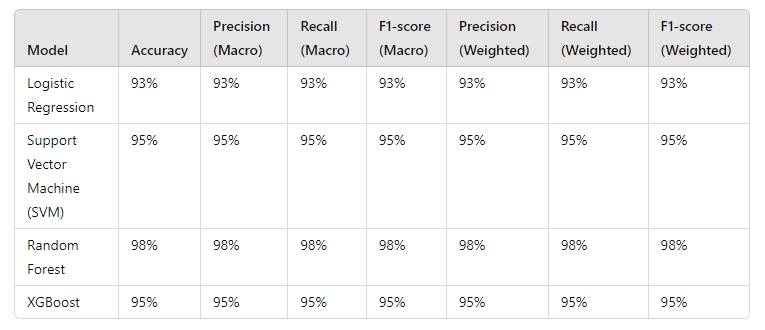 Model Accuracy Precision (Macro) Recall (Macro) F1-score (Macro) Precision (Weighted) Recall (Weighted) F1-score (Weighted)
Logistic Regression 93% 93% 93% 93% 93% 93% 93%
Support Vector Machine (SVM) 95% 95% 95% 95% 95% 95% 95%
Random Forest 98% 98% 98% 98% 98% 98% 98%
XGBoost 95% 95% 95% 95% 95% 95% 95%